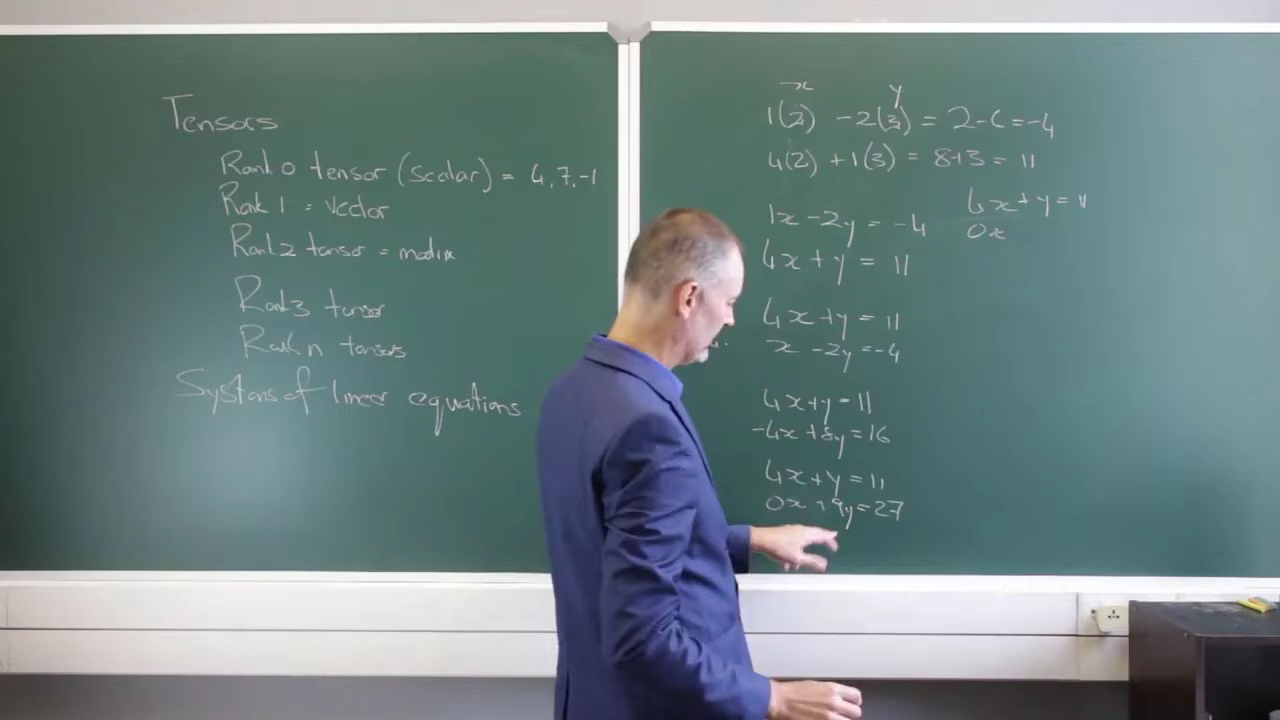 Tensors
Rank 0 tensor (scalar) = 4, 7, -1
Rank 1 = vector
Rank 2 tensor = matrix
Rank 3 tensor
Rank n tensors
Systems of linear equations
x y
1(2) -2(3) = 2-6=-4
4(2) +1(3) = 8+3 = 11
1x -2y = -4
4x + y = 11
4x+y = 11
x -2y=-4
4x+y=11
-4x+8y=16
4x+y=11
0x+9y=27
4x+y=11
0x